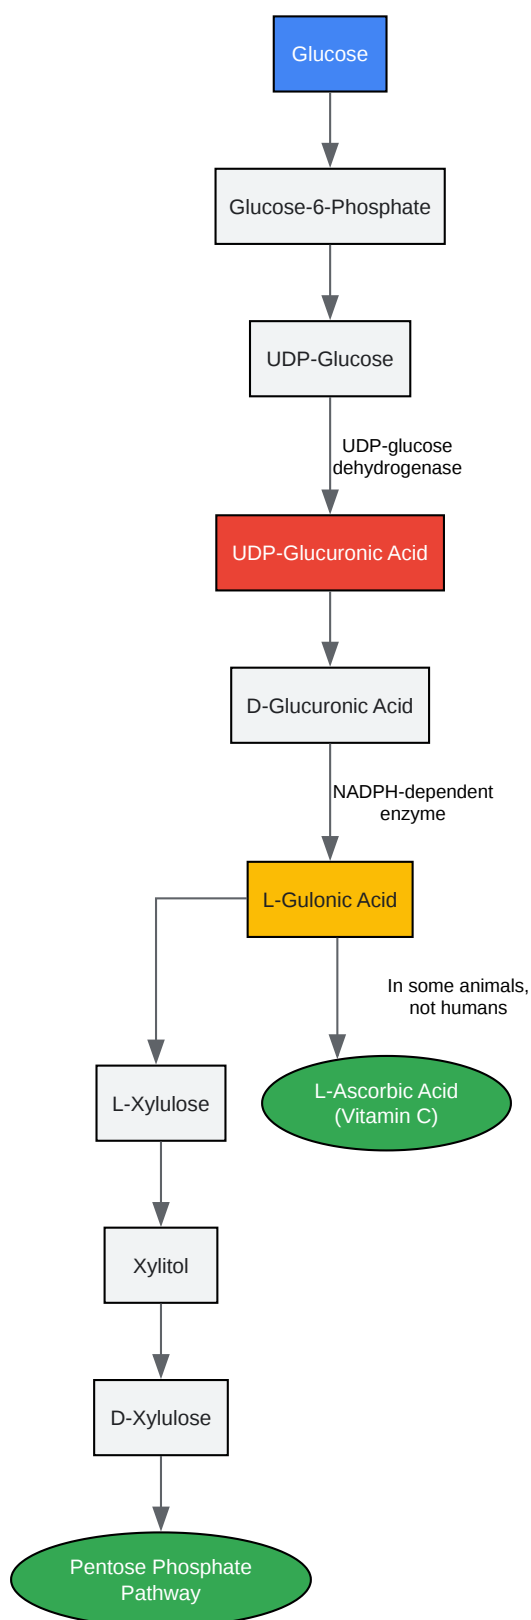 Glucose
Glucose-6-Phosphate
UDP-Glucose
UDP-glucose
dehydrogenase
UDP-Glucuronic Acid
D-Glucuronic Acid
NADPH-dependent
enzyme
L-Gulonic Acid
In some animals,
not humans
L-Xylulose
L-Ascorbic Acid
(Vitamin C)
Xylitol
D-Xylulose
Pentose Phosphate
Pathway